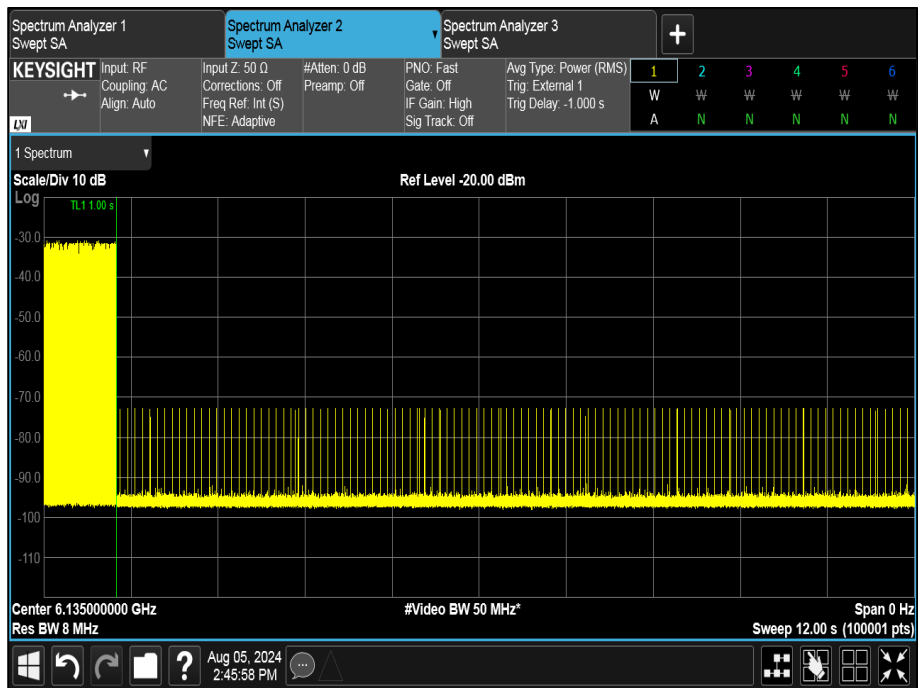 Spectrum Analyzer 1
Swept SA
Spectrum Analyzer 2
Swept SA
Spectrum Analyzer 3
Swept SA
+
KEYSIGHT
LXI
Input: RF
Coupling: AC
Align: Auto
Input Z: 50 Ω
Corrections: Off
Freq Ref: Int (S)
NFE: Adaptive
#Atten: 0 dB
Preamp: Off
PNO: Fast
Gate: Off
IF Gain: High
Sig Track: Off
Avg Type: Power (RMS)
Trig: External 1
Trig Delay: -1.000 s
1 2 3 4 5 6
W W W W W W
A N N N N N
1 Spectrum
Scale/Div 10 dB
Ref Level -20.00 dBm
Log
TL1 1.00 s
-30.0
-40.0
-50.0
-60.0
-70.0
-80.0
-90.0
-100
-110
Center 6.135000000 GHz
#Video BW 50 MHz*
Span 0 Hz
Res BW 8 MHz
Sweep 12.00 s (100001 pts)
?
Aug 05, 2024
2:45:58 PM